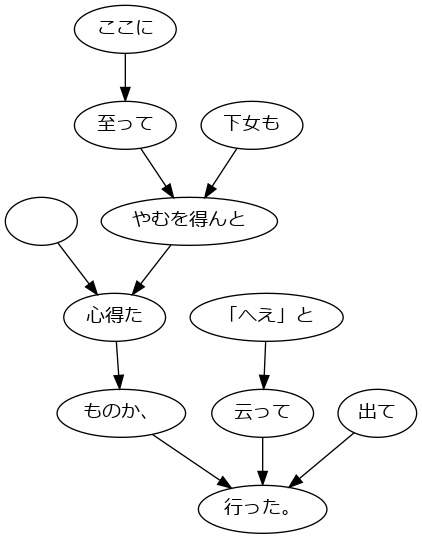 ここに
至って
下女も
やむを得んと
心得た
「へえ」と
ものか、
云って
出て
行った。